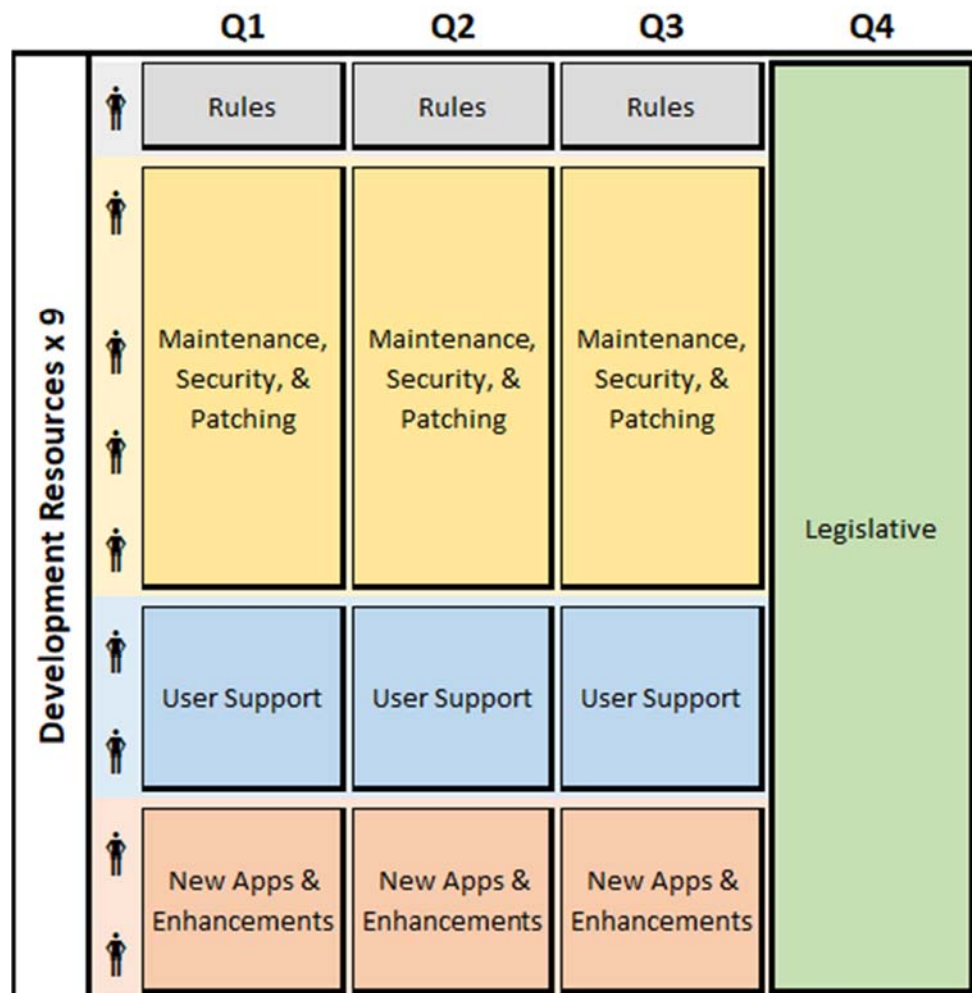 Q1 Q2 Q3 Q4
Development Resources x 9
Rules Rules Rules
Maintenance, Maintenance, Maintenance,
Security, & Security, & Security, &
Patching Patching Patching
Legislative
User Support User Support User Support
New Apps & New Apps & New Apps &
Enhancements Enhancements Enhancements